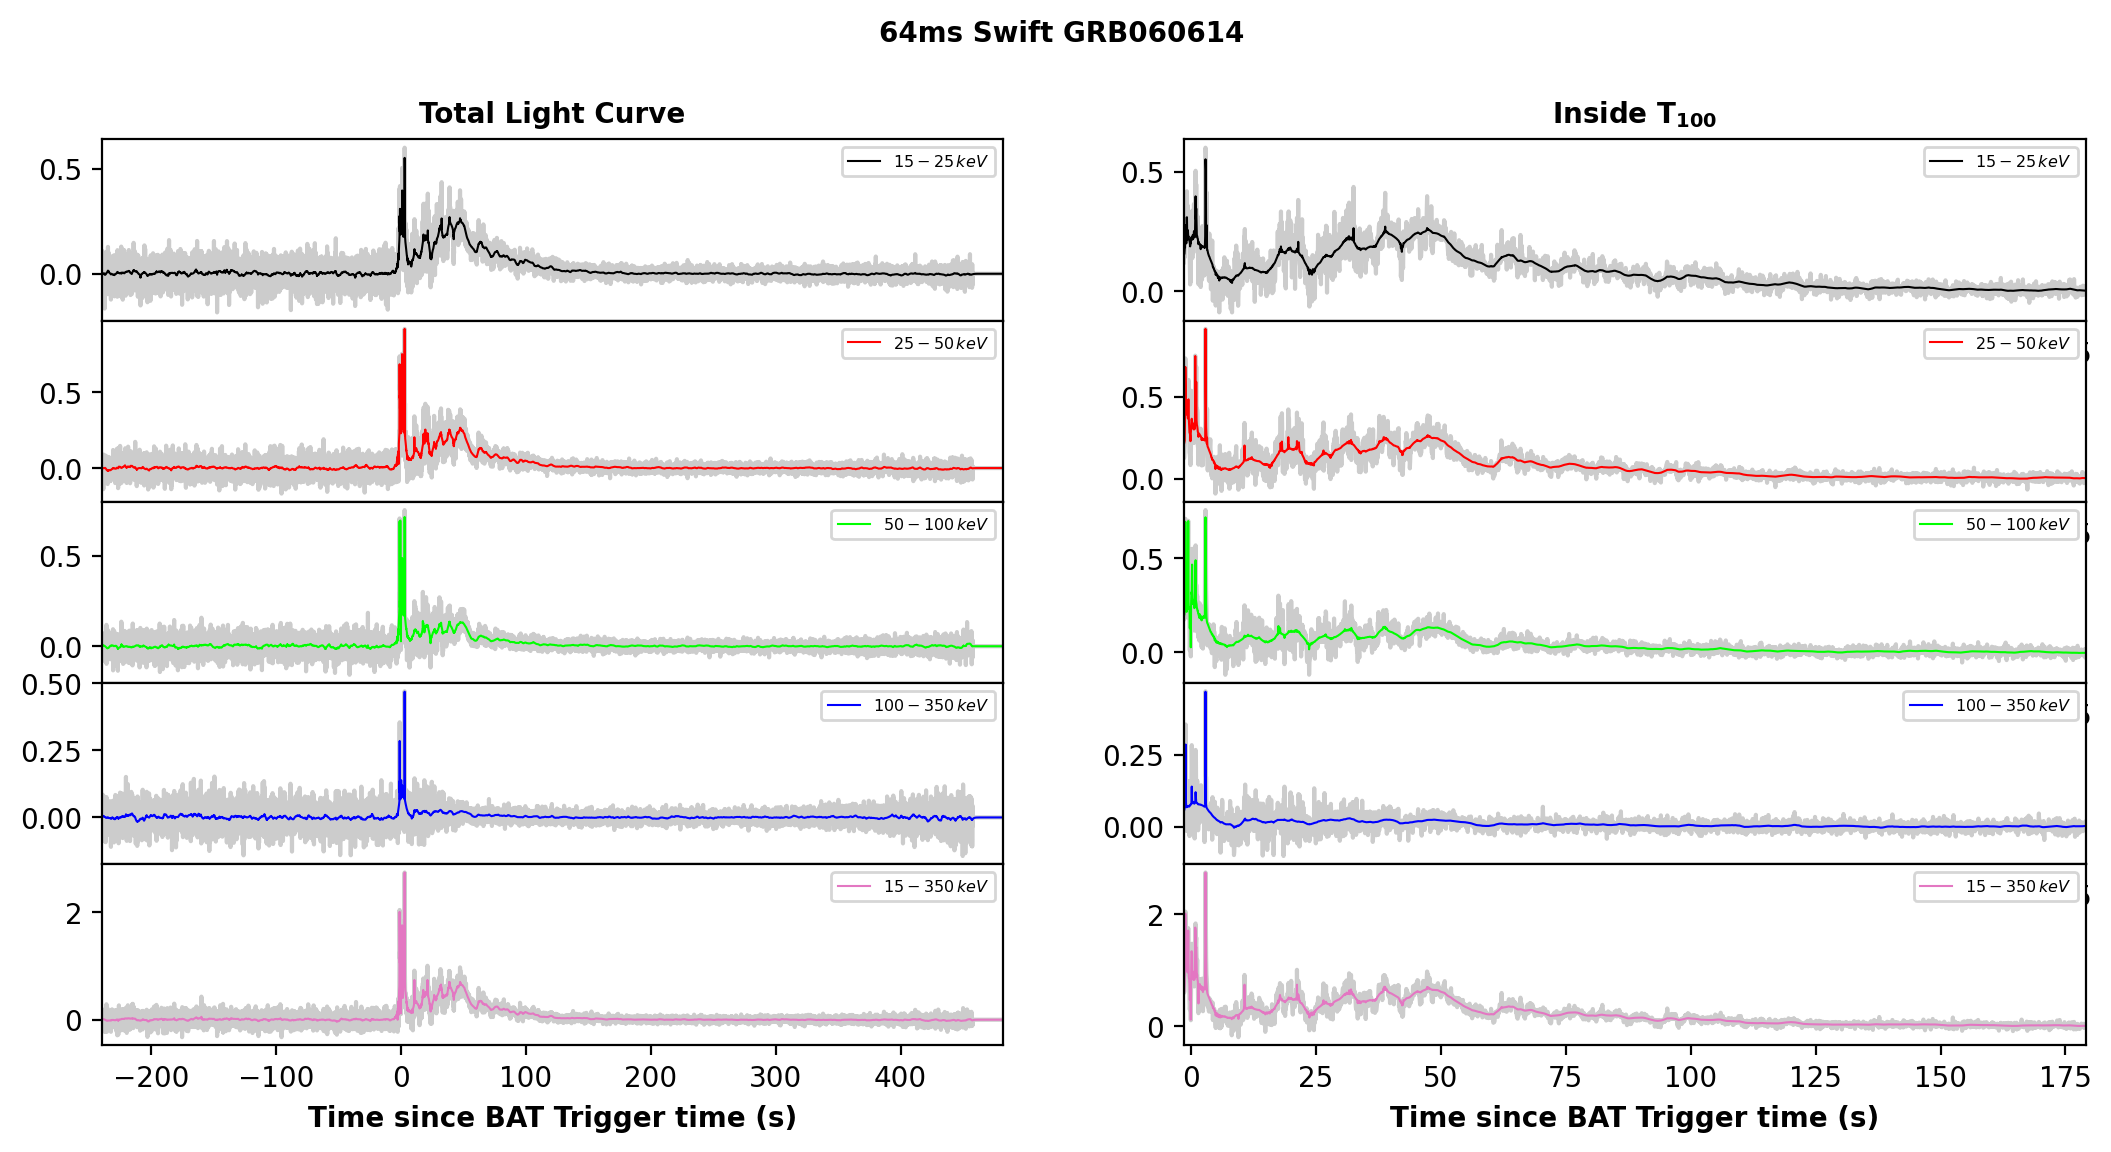 64ms Swift GRB060614
Total Light Curve
Inside T₁₀₀
0.5
0.0
15 − 25 keV
0.5
0.0
15 − 25 keV
0.5
0.0
25 − 50 keV
0.5
0.0
25 − 50 keV
0.5
0.0
50 − 100 keV
0.5
0.0
50 − 100 keV
0.50
0.25
0.00
100 − 350 keV
0.25
0.00
100 − 350 keV
2
0
15 − 350 keV
2
0
15 − 350 keV
−200 −100 0 100 200 300 400
0 25 50 75 100 125 150 175
Time since BAT Trigger time (s)
Time since BAT Trigger time (s)